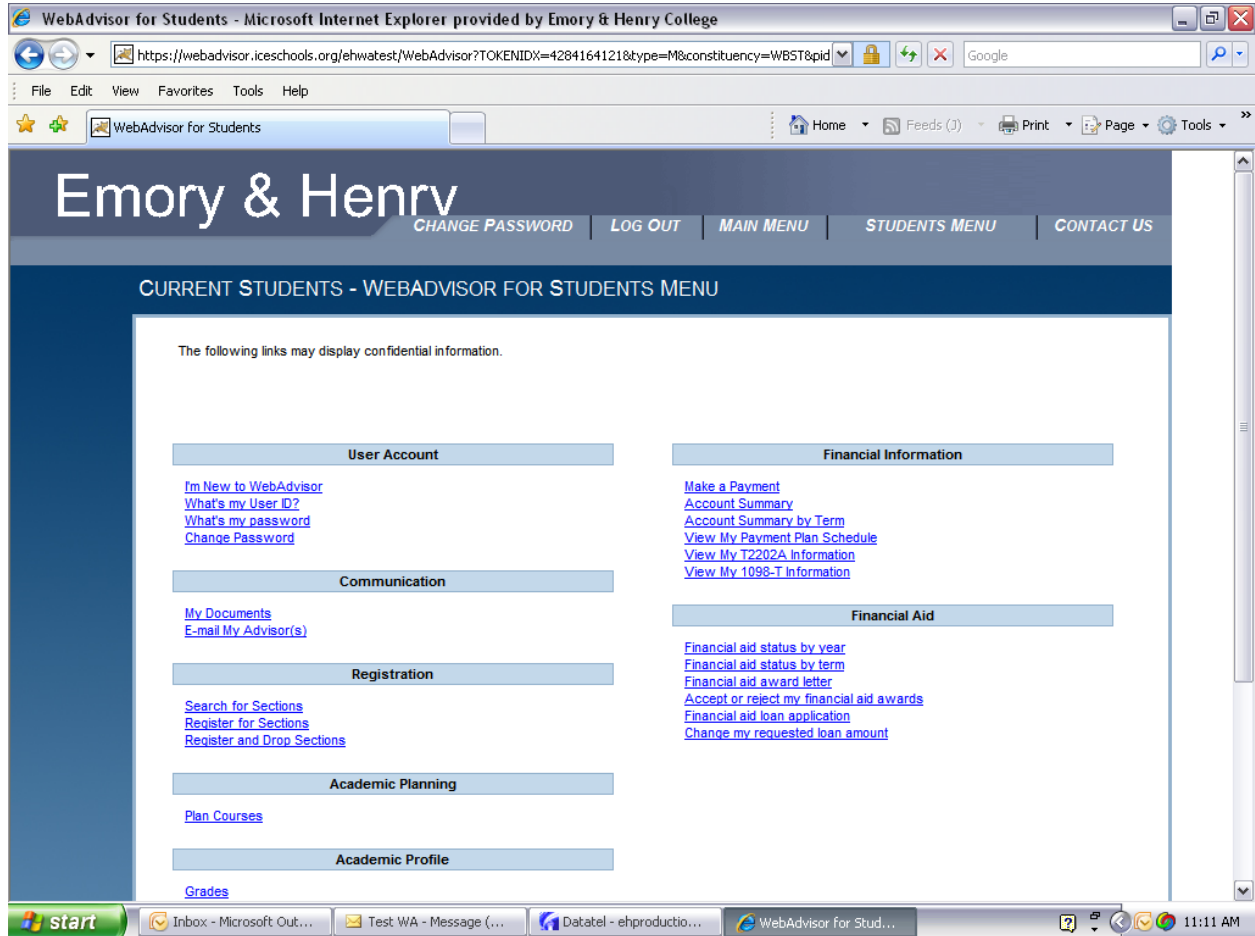 WebAdvisor for Students - Microsoft Internet Explorer provided by Emory & Henry College
https://webadvisor.iceschools.org/ehwatest/WebAdvisor?TOKENIDX=4284164121&type=M&constituency=WBST&pid
Google
File Edit View Favorites Tools Help
WebAdvisor for Students
Home Feeds (J) Print Page Tools »
Emory & Henry
CHANGE PASSWORD LOG OUT MAIN MENU STUDENTS MENU CONTACT US
CURRENT STUDENTS - WEBADVISOR FOR STUDENTS MENU
The following links may display confidential information.
User Account
I'm New to WebAdvisor
What's my User ID?
What's my password
Change Password
Communication
My Documents
E-mail My Advisor(s)
Registration
Search for Sections
Register for Sections
Register and Drop Sections
Academic Planning
Plan Courses
Academic Profile
Grades
Financial Information
Make a Payment
Account Summary
Account Summary by Term
View My Payment Plan Schedule
View My T2202A Information
View My 1098-T Information
Financial Aid
Financial aid status by year
Financial aid status by term
Financial aid award letter
Accept or reject my financial aid awards
Financial aid loan application
Change my requested loan amount
start Inbox - Microsoft Out... Test WA - Message (... Datatel - ehproductio... WebAdvisor for Stud... 11:11 AM